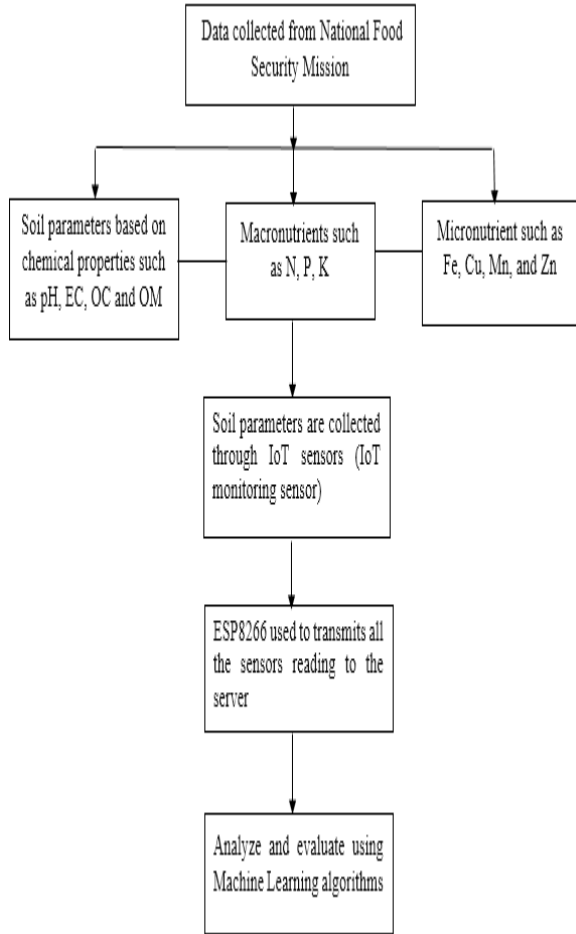 Data collected from National Food
Security Mission
Soil parameters based on
chemical properties such
as pH, EC, OC and OM
Macronutrients such
as N, P, K
Micronutrient such as
Fe, Cu, Mn, and Zn
Soil parameters are collected
through IoT sensors (IoT
monitoring sensor)
ESP8266 used to transmits all
the sensors reading to the
server
Analyze and evaluate using
Machine Learning algorithms